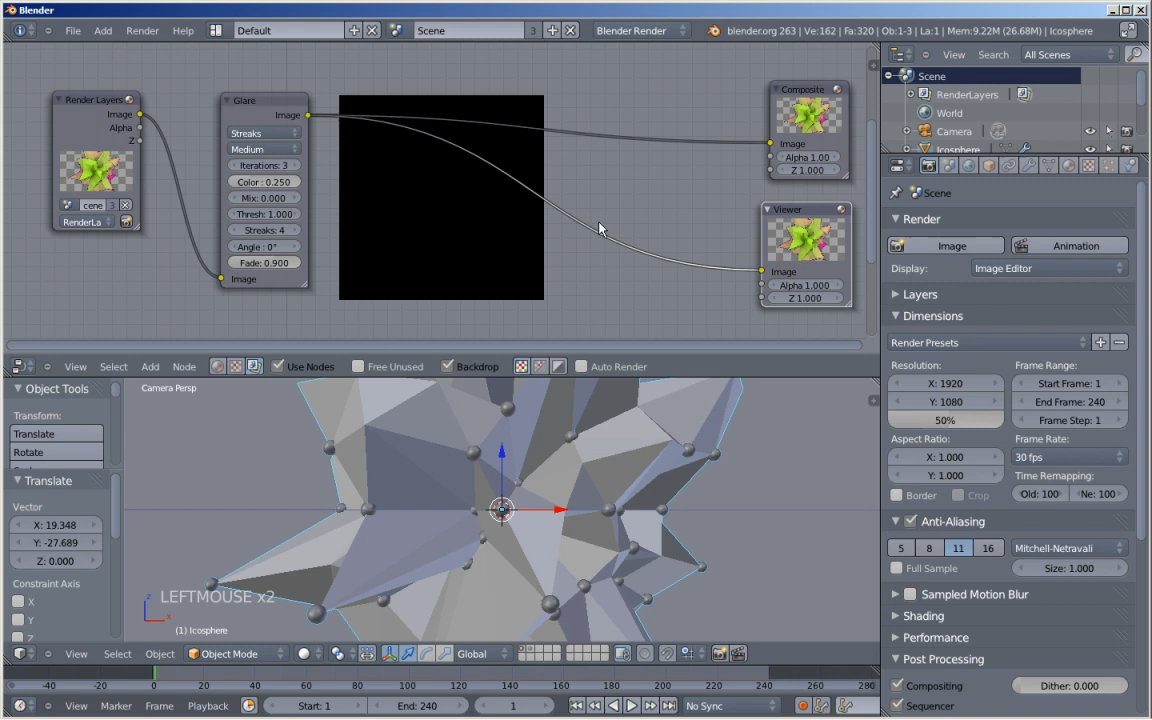 Blender
File Add Render Help Default Scene 3 Blender Render blender.org 263 | Ve:162 | Fa:320 | Ob:1-3 | La:1 | Mem:9.22M (26.68M) | Icosphere
Render Layers
Image
Alpha
Z
cene 3
RenderLa
Glare
Image
Streaks
Medium
Iterations: 3
Color: 0.250
Mix: 0.000
Thresh: 1.000
Streaks: 4
Angle: 0°
Fade: 0.900
Image
Composite
Image
Alpha 1.00
Z 1.000
Viewer
Image
Alpha 1.000
Z 1.000
View Select Add Node Use Nodes Free Unused Backdrop Auto Render
Object Tools
Transform:
Translate
Rotate
Translate
Vector
X: 19.348
Y: -27.689
Z: 0.000
Constraint Axis
X
Y
Z
Camera Persp
LEFTMOUSE x2
z
x
(1) Icosphere
View Select Object Object Mode Global
-40 -20 0 20 40 60 80 100 120 140 160 180 200 220 240 260 280
View Marker Frame Playback Start: 1 End: 240 1 No Sync
View Search All Scenes
Scene
RenderLayers
World
Camera
Icosphere
Scene
Render
Image Animation
Display: Image Editor
Layers
Dimensions
Render Presets
Resolution: Frame Range:
X: 1920 Start Frame: 1
Y: 1080 End Frame: 240
50% Frame Step: 1
Aspect Ratio: Frame Rate:
X: 1.000 30 fps
Y: 1.000 Time Remapping:
Border Crop Old: 100 Ne: 100
Anti-Aliasing
5 8 11 16 Mitchell-Netravali
Full Sample Size: 1.000
Sampled Motion Blur
Shading
Performance
Post Processing
Compositing Dither: 0.000
Sequencer